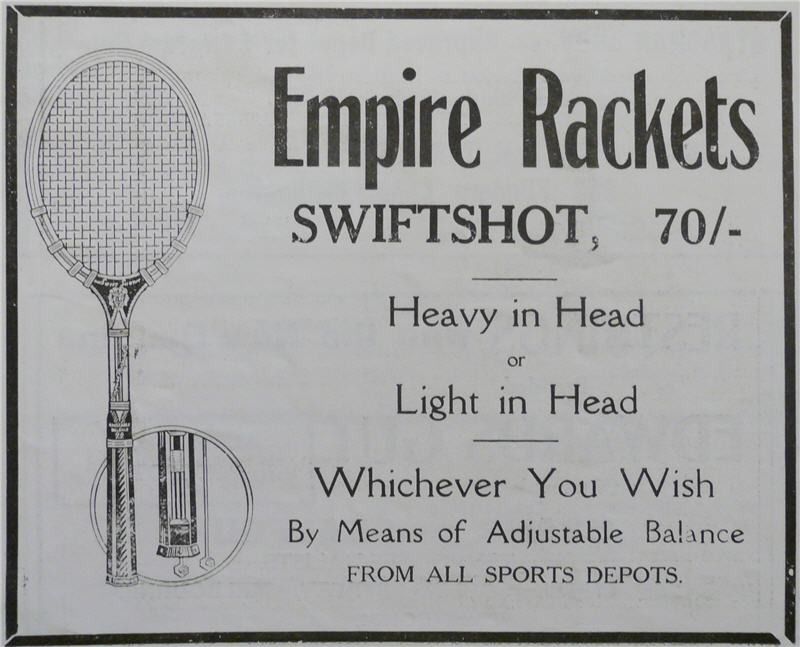 Empire Rackets
SWIFTSHOT, 70/-
Heavy in Head
or
Light in Head
Whichever You Wish
By Means of Adjustable Balance
FROM ALL SPORTS DEPOTS.